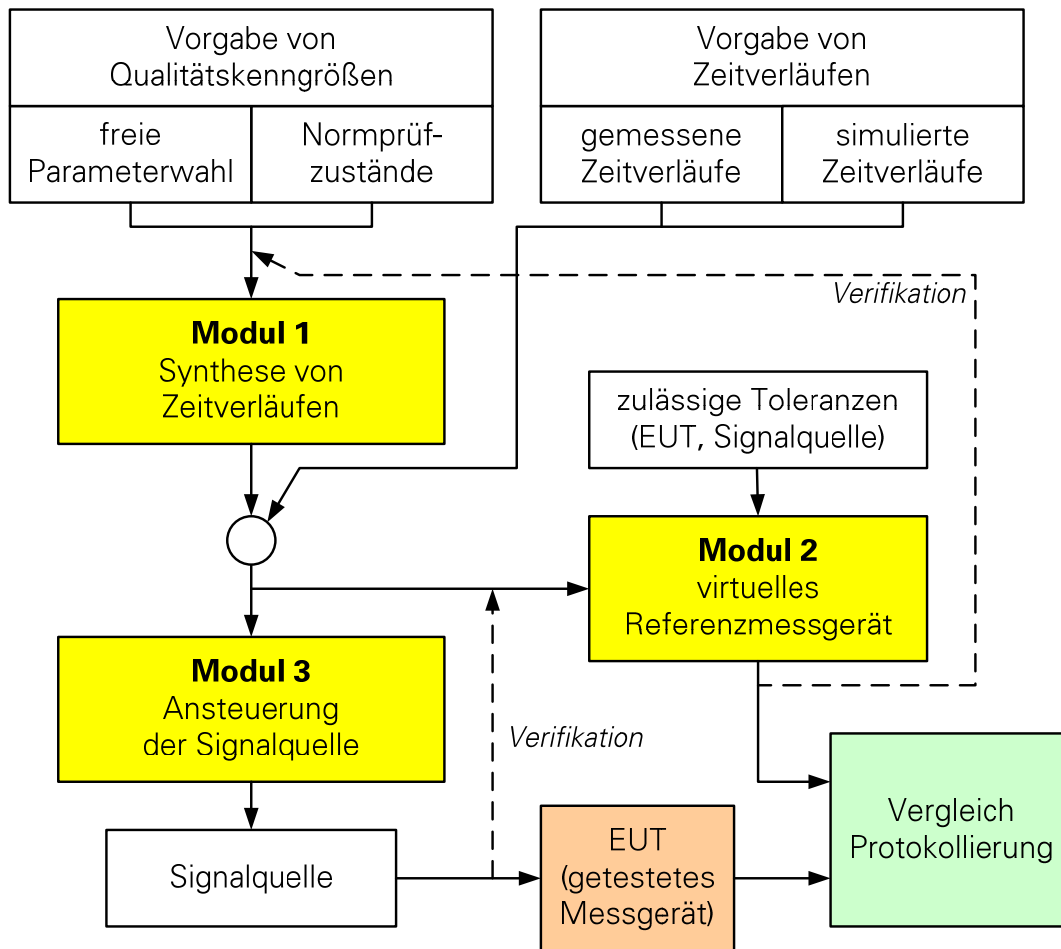 Vorgabe von
Qualitätskenngrößen
freie
Parameterwahl
Normprüf-
zustände
Vorgabe von
Zeitverläufen
gemessene
Zeitverläufe
simulierte
Zeitverläufe
Verifikation
Modul 1
Synthese von
Zeitverläufen
zulässige Toleranzen
(EUT, Signalquelle)
Modul 2
virtuelles
Referenzmessgerät
Modul 3
Ansteuerung
der Signalquelle
Verifikation
Signalquelle
EUT
(getestetes
Messgerät)
Vergleich
Protokollierung